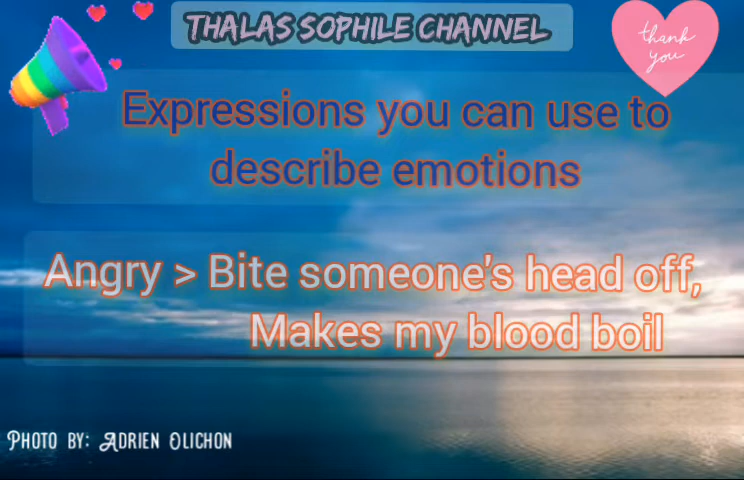 THALAS SOPHILE CHANNEL
thank
you
Expressions you can use to
describe emotions
Angry > Bite someone's head off,
Makes my blood boil
Photo by: Adrien Olichon